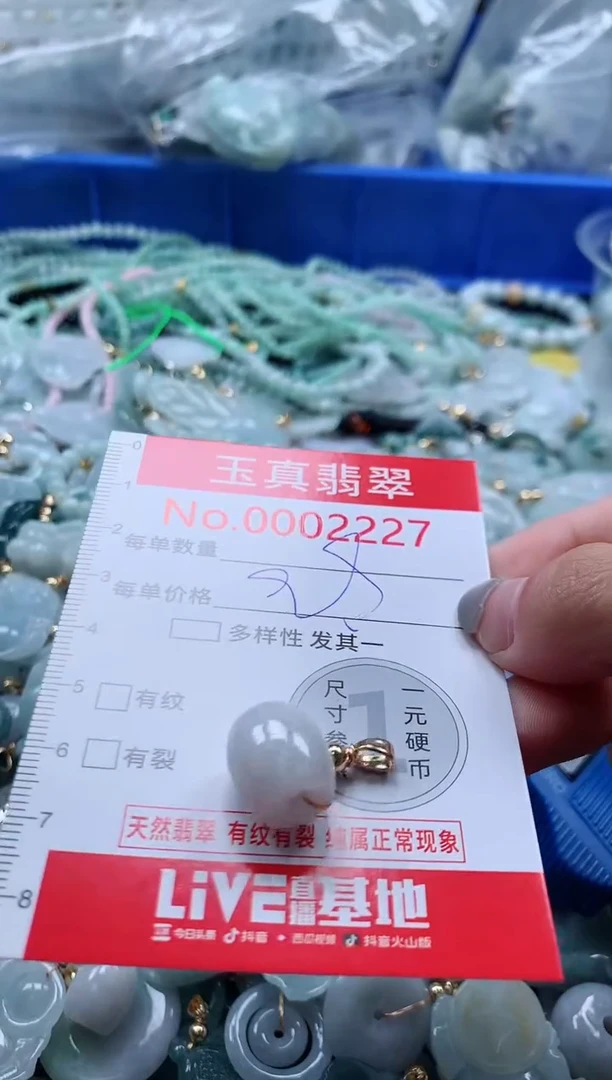 玉真翡翠
No.0002227
每单数量
每单价格
多样性 发其一
有纹
有裂
尺寸参
一元硬币
1
天然翡翠 有纹有裂 纯属正常现象
LiVE直播基地
今日头条 抖音 西瓜视频 抖音火山版
0
1
2
3
4
5
6
7
8